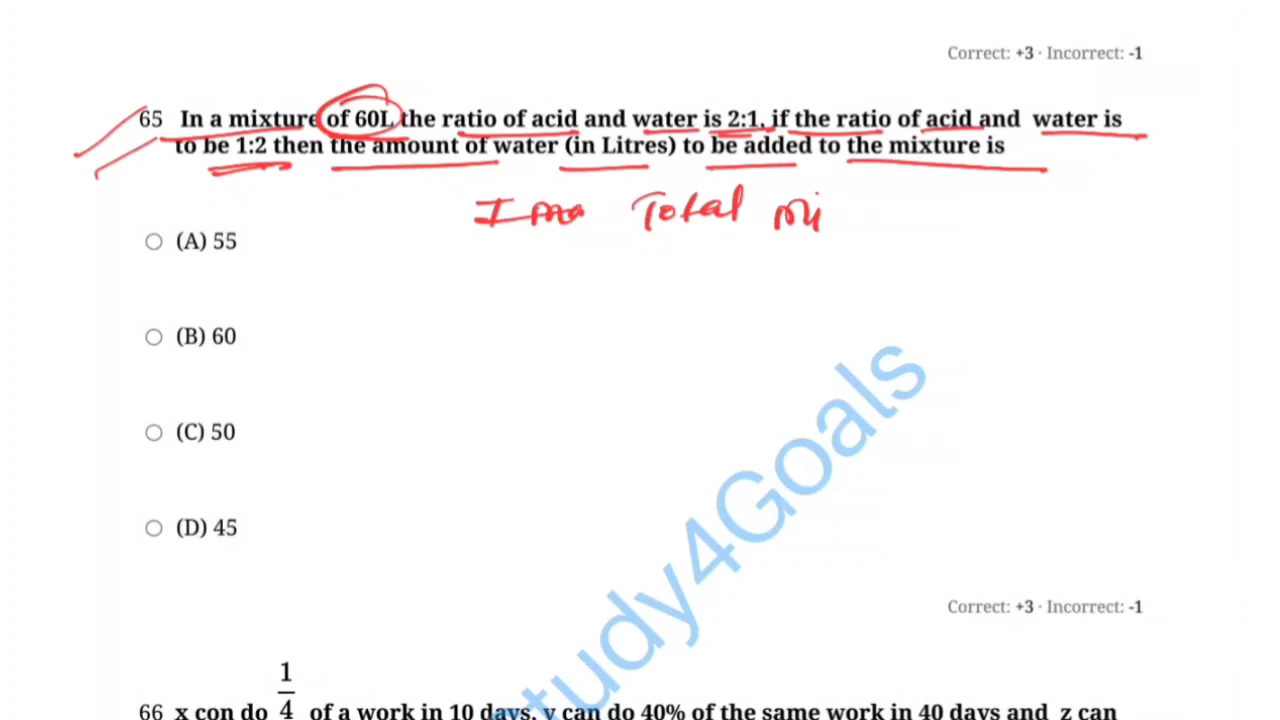 Correct: +3 · Incorrect: -1
65 In a mixture of 60L the ratio of acid and water is 2:1, if the ratio of acid and water is
to be 1:2 then the amount of water (in Litres) to be added to the mixture is
Total mi
(A) 55
(B) 60
(C) 50
(D) 45
study4Goals
Correct: +3 · Incorrect: -1
66 x con do 1/4 of a work in 10 days, y can do 40% of the same work in 40 days and z can